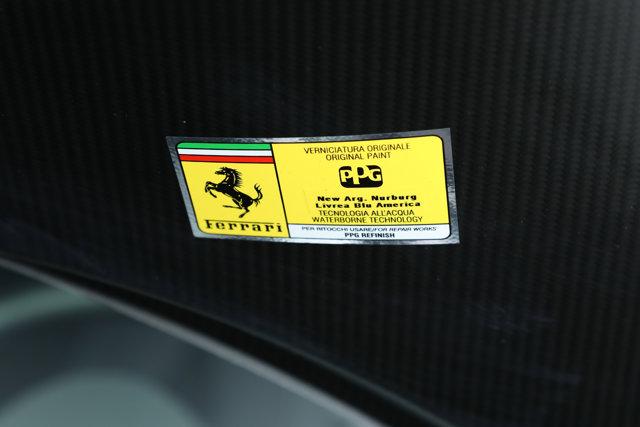 VERNICIATURA ORIGINALE
ORIGINAL PAINT
PPG
New Arg. Nurburg
Livrea Blu America
TECNOLOGIA ALL'ACQUA
WATERBORNE TECHNOLOGY
Ferrari
PER RITOCCHI USARE/FOR REPAIR WORKS
PPG REFINISH